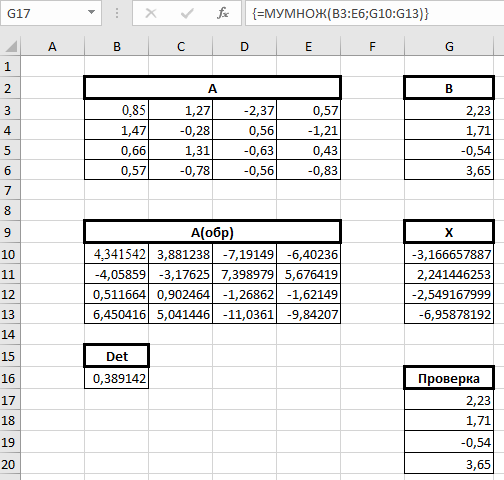 G17 fx {=МУМНОЖ(B3:E6;G10:G13)}
A B C D E F G
1
2 A B
3 0,85 1,27 -2,37 0,57 2,23
4 1,47 -0,28 0,56 -1,21 1,71
5 0,66 1,31 -0,63 0,43 -0,54
6 0,57 -0,78 -0,56 -0,83 3,65
7
8
9 А(обр) X
10 4,341542 3,881238 -7,19149 -6,40236 -3,166657887
11 -4,05859 -3,17625 7,398979 5,676419 2,241446253
12 0,511664 0,902464 -1,26862 -1,62149 -2,549167999
13 6,450416 5,041446 -11,0361 -9,84207 -6,95878192
14
15 Det
16 0,389142 Проверка
17 2,23
18 1,71
19 -0,54
20 3,65